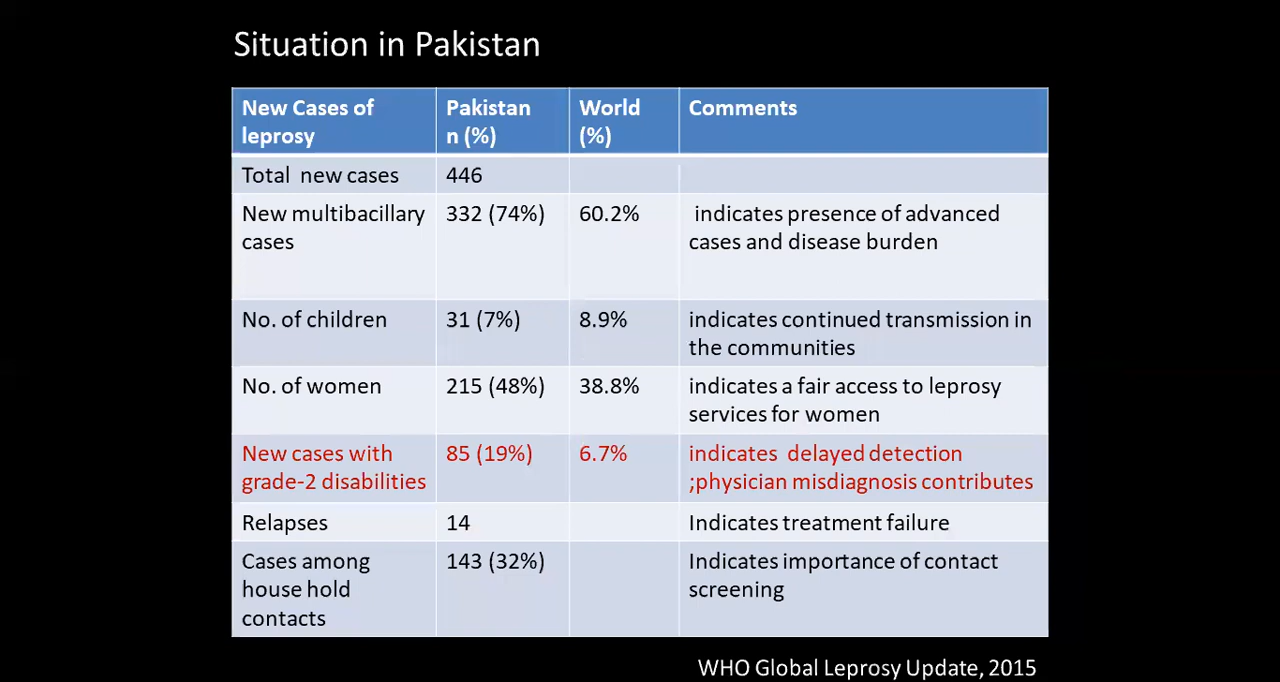 Situation in Pakistan
New Cases of leprosy | Pakistan n (%) | World (%) | Comments
Total new cases | 446
New multibacillary cases | 332 (74%) | 60.2% | indicates presence of advanced cases and disease burden
No. of children | 31 (7%) | 8.9% | indicates continued transmission in the communities
No. of women | 215 (48%) | 38.8% | indicates a fair access to leprosy services for women
New cases with grade-2 disabilities | 85 (19%) | 6.7% | indicates delayed detection ;physician misdiagnosis contributes
Relapses | 14 | Indicates treatment failure
Cases among house hold contacts | 143 (32%) | Indicates importance of contact screening
WHO Global Leprosy Update, 2015